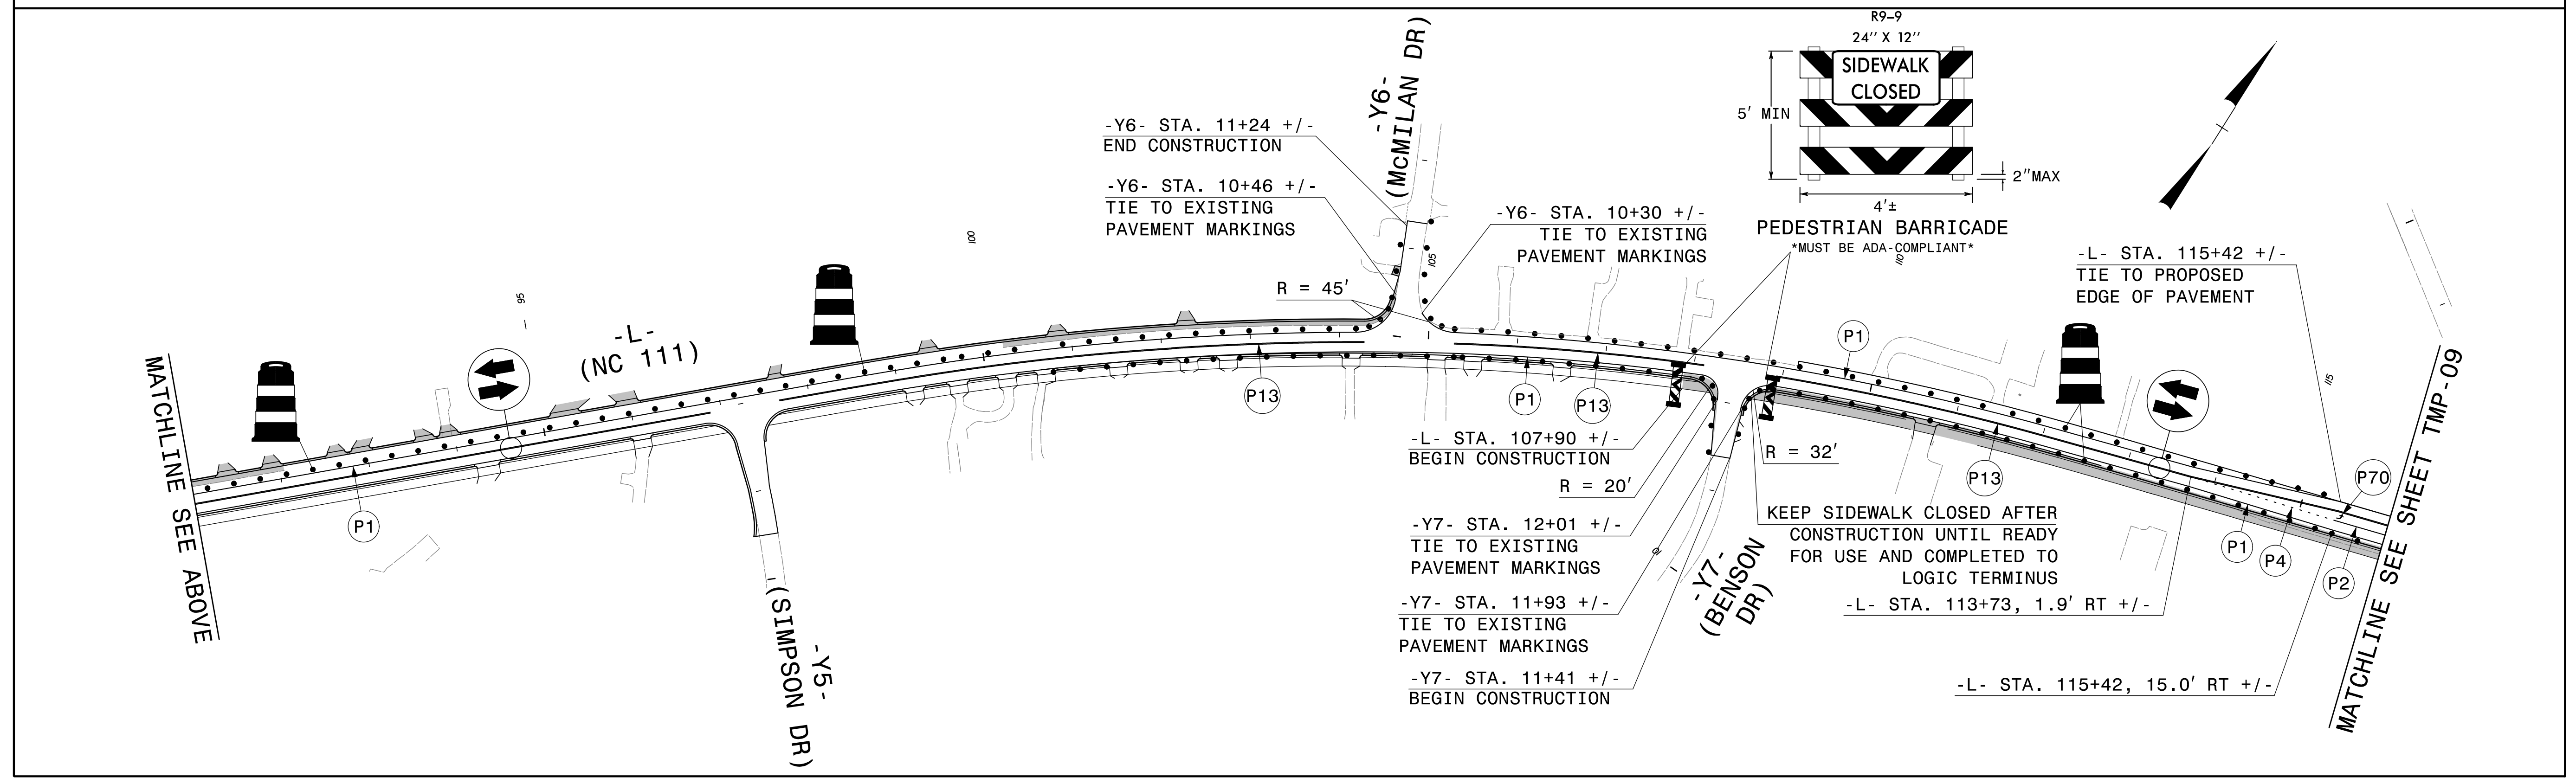 R9–9
24" X 12"
SIDEWALK
CLOSED
5' MIN
2"MAX
4'±
PEDESTRIAN BARRICADE
*MUST BE ADA-COMPLIANT*
-Y6-
(McMILAN DR)
-Y6- STA. 11+24 +/-
END CONSTRUCTION
-Y6- STA. 10+46 +/-
TIE TO EXISTING
PAVEMENT MARKINGS
-Y6- STA. 10+30 +/-
TIE TO EXISTING
PAVEMENT MARKINGS
R = 45'
-L- STA. 115+42 +/-
TIE TO PROPOSED
EDGE OF PAVEMENT
95
100
105
110
115
-L-
(NC 111)
MATCHLINE SEE ABOVE
P1
P13
P1
P13
P1
P13
P70
P1
P4
P2
-L- STA. 107+90 +/-
BEGIN CONSTRUCTION
R = 20'
R = 32'
-Y7- STA. 12+01 +/-
TIE TO EXISTING
PAVEMENT MARKINGS
-Y7- STA. 11+93 +/-
TIE TO EXISTING
PAVEMENT MARKINGS
-Y7- STA. 11+41 +/-
BEGIN CONSTRUCTION
10
-Y7-
(BENSON
DR)
KEEP SIDEWALK CLOSED AFTER
CONSTRUCTION UNTIL READY
FOR USE AND COMPLETED TO
LOGIC TERMINUS
-L- STA. 113+73, 1.9' RT +/-
-L- STA. 115+42, 15.0' RT +/-
-Y5-
(SIMPSON DR)
MATCHLINE SEE SHEET TMP-09